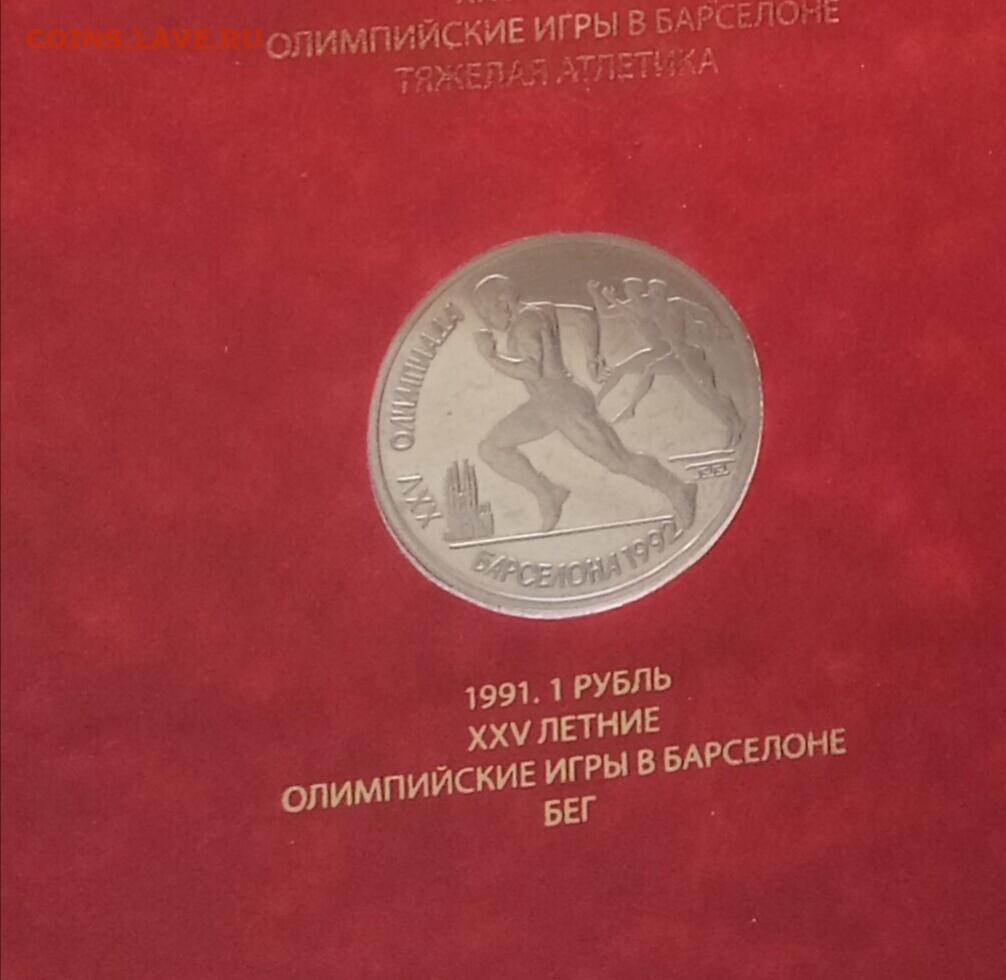 COINS.LAVE.RU
ОЛИМПИЙСКИЕ ИГРЫ В БАРСЕЛОНЕ
ТЯЖЕЛАЯ АТЛЕТИКА
XXV ОЛИМПИАДА
БАРСЕЛОНА 1992
1991. 1 РУБЛЬ
XXV ЛЕТНИЕ
ОЛИМПИЙСКИЕ ИГРЫ В БАРСЕЛОНЕ
БЕГ